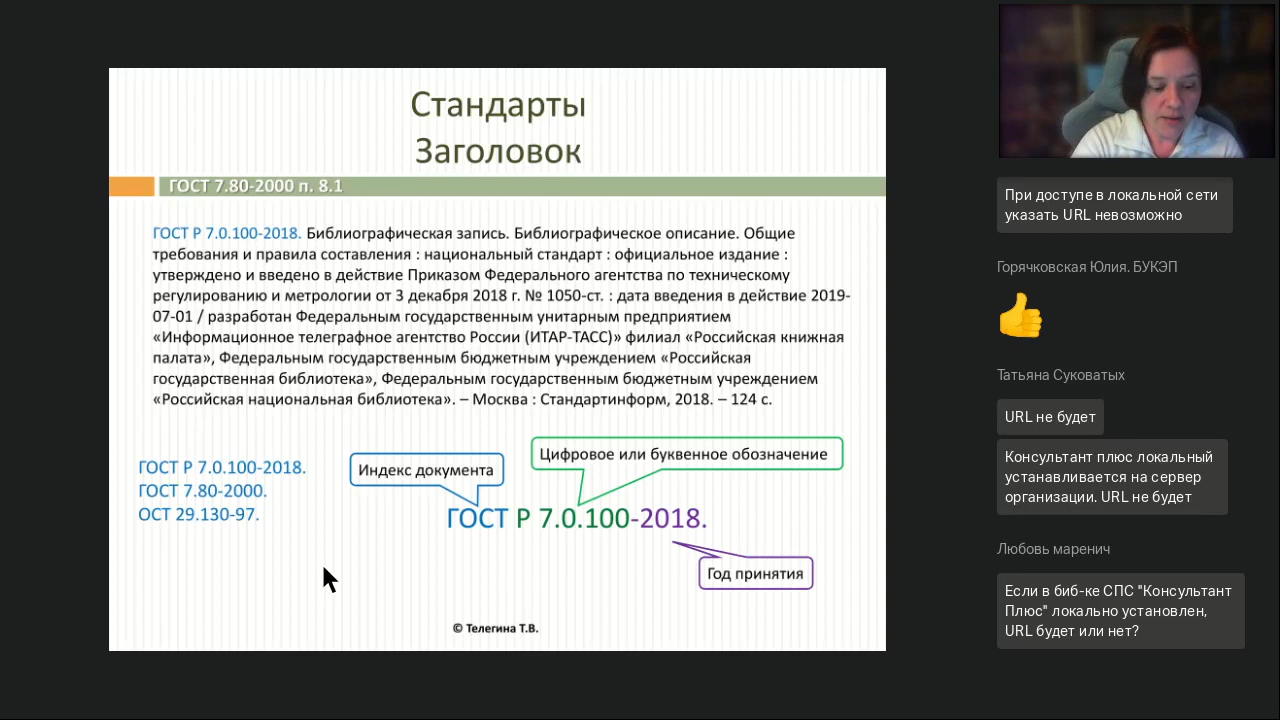 Стандарты
Заголовок
ГОСТ 7.80-2000 п. 8.1
ГОСТ Р 7.0.100-2018. Библиографическая запись. Библиографическое описание. Общие
требования и правила составления : национальный стандарт : официальное издание :
утверждено и введено в действие Приказом Федерального агентства по техническому
регулированию и метрологии от 3 декабря 2018 г. № 1050-ст. : дата введения в действие 2019-
07-01 / разработан Федеральным государственным унитарным предприятием
«Информационное телеграфное агентство России (ИТАР-ТАСС)» филиал «Российская книжная
палата», Федеральным государственным бюджетным учреждением «Российская
государственная библиотека», Федеральным государственным бюджетным учреждением
«Российская национальная библиотека». – Москва : Стандартинформ, 2018. – 124 с.
ГОСТ Р 7.0.100-2018.
ГОСТ 7.80-2000.
ОСТ 29.130-97.
Индекс документа
Цифровое или буквенное обозначение
ГОСТ Р 7.0.100-2018.
Год принятия
© Телегина Т.В.
При доступе в локальной сети
указать URL невозможно
Горячковская Юлия. БУКЭП
Татьяна Суковатых
URL не будет
Консультант плюс локальный
устанавливается на сервер
организации. URL не будет
Любовь маренич
Если в биб-ке СПС "Консультант
Плюс" локально установлен,
URL будет или нет?